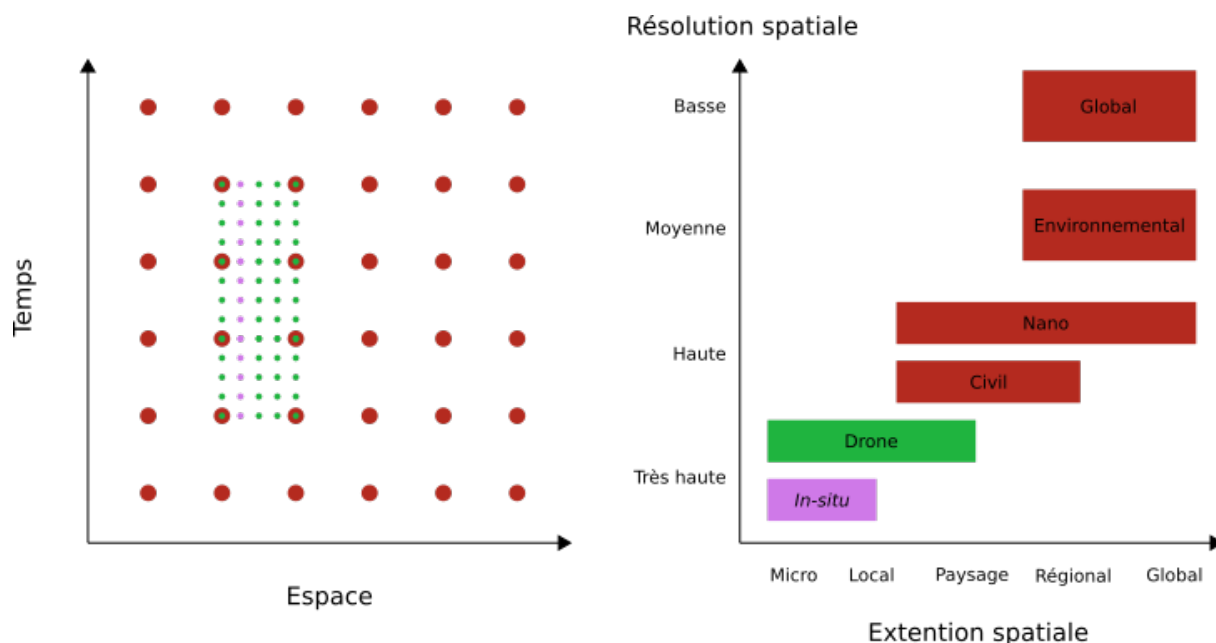 Temps
Espace
Résolution spatiale
Basse
Moyenne
Haute
Très haute
Global
Environnemental
Nano
Civil
Drone
In-situ
Micro
Local
Paysage
Régional
Global
Extention spatiale